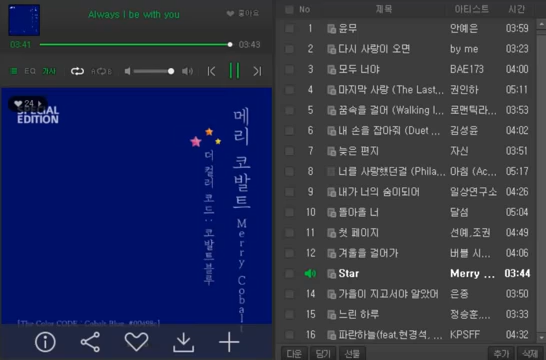 Always I be with you
좋아요
03:41
03:43
EQ 가사
24
SPECIAL
EDITION
메리 코발트 Merry Cobal
더 컬러 코드 : 코발트블루
No 제목 아티스트 시간
1 윤무 안예은 03:59
2 다시 사랑이 오면 by me 03:23
3 모두 너야 BAE173 04:00
4 마지막 사랑 (The Last... 권인하 05:11
5 꿈속을 걸어 (Walking I... 로맨틱라... 03:53
6 내 손을 잡아줘 (Duet ... 김성윤 04:02
7 늦은 편지 자신 03:51
8 너를 사랑했던걸 (Phila... 아침 (Ac... 05:17
9 내가 너의 숨이되어 일상연구소 04:26
10 돌아올 너 달섬 05:04
11 첫 페이지 선예,조권 04:49
12 겨울을 걸어가 버블 시... 04:06
Star Merry ... 03:44
14 가을이 지고서야 알았어 은종 03:50
15 느린 하루 정승훈,... 03:33
16 파란하늘(feat,현경석, ... KPSFF 04:32
다운 담기 선물 추가 삭제